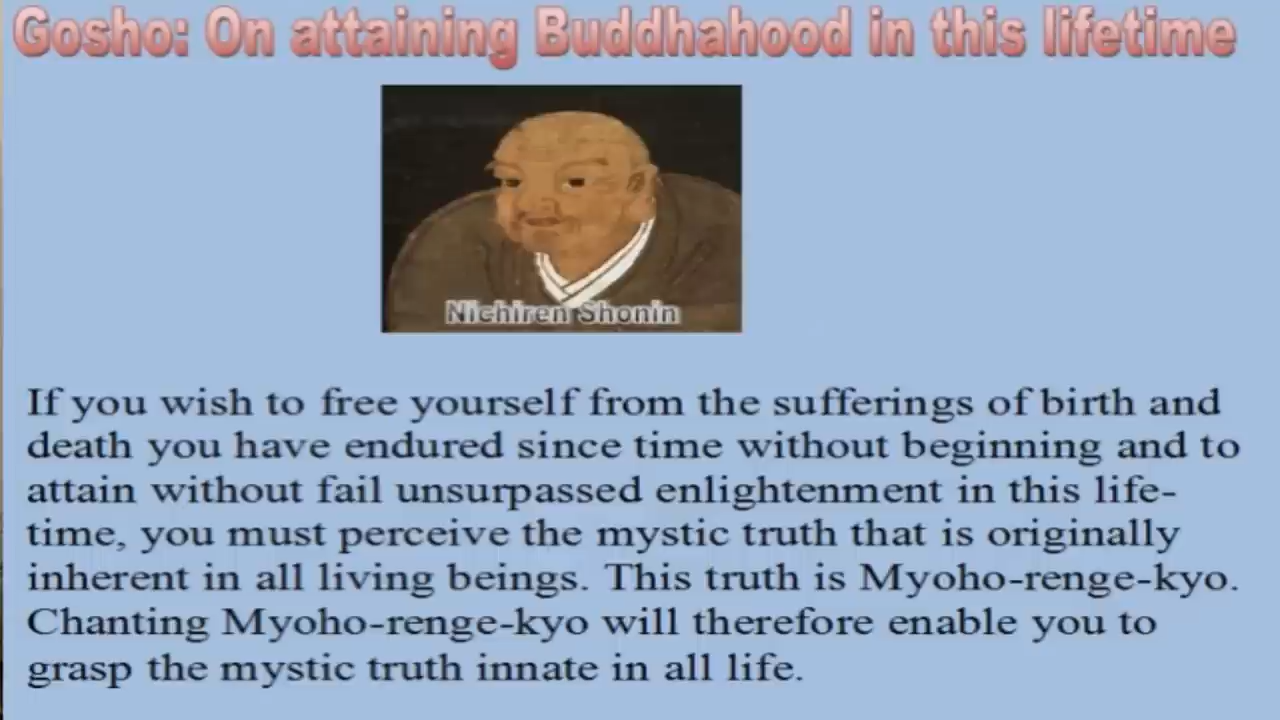 Gosho: On attaining Buddhahood in this lifetime
Nichiren Shonin
If you wish to free yourself from the sufferings of birth and
death you have endured since time without beginning and to
attain without fail unsurpassed enlightenment in this life-
time, you must perceive the mystic truth that is originally
inherent in all living beings. This truth is Myoho-renge-kyo.
Chanting Myoho-renge-kyo will therefore enable you to
grasp the mystic truth innate in all life.